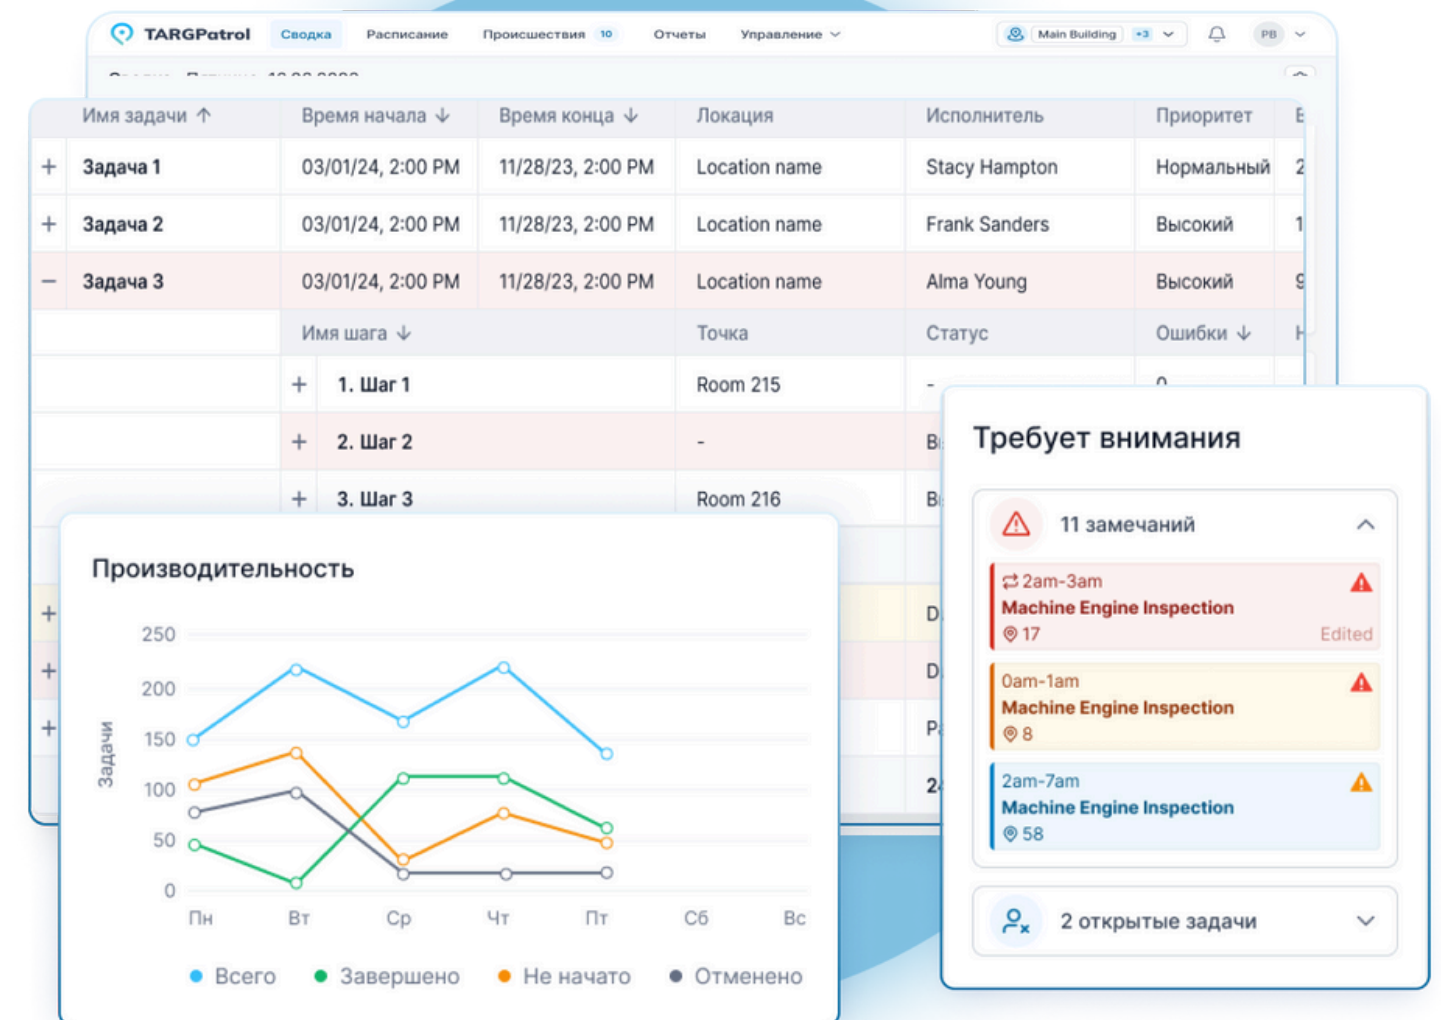 TARGPatrol Сводка Расписание Происшествия 10 Отчеты Управление Main Building +3 PB
Имя задачи Время начала Время конца Локация Исполнитель Приоритет
Задача 1 03/01/24, 2:00 PM 11/28/23, 2:00 PM Location name Stacy Hampton Нормальный
Задача 2 03/01/24, 2:00 PM 11/28/23, 2:00 PM Location name Frank Sanders Высокий
Задача 3 03/01/24, 2:00 PM 11/28/23, 2:00 PM Location name Alma Young Высокий
Имя шага Точка Статус Ошибки
1. Шаг 1 Room 215 -
2. Шаг 2 -
3. Шаг 3 Room 216
Производительность
250
200
150
100
50
0
Задачи
Пн Вт Ср Чт Пт Сб Вс
Всего Завершено Не начато Отменено
Требует внимания
11 замечаний
2am-3am
Machine Engine Inspection
17 Edited
0am-1am
Machine Engine Inspection
8
2am-7am
Machine Engine Inspection
58
2 открытые задачи